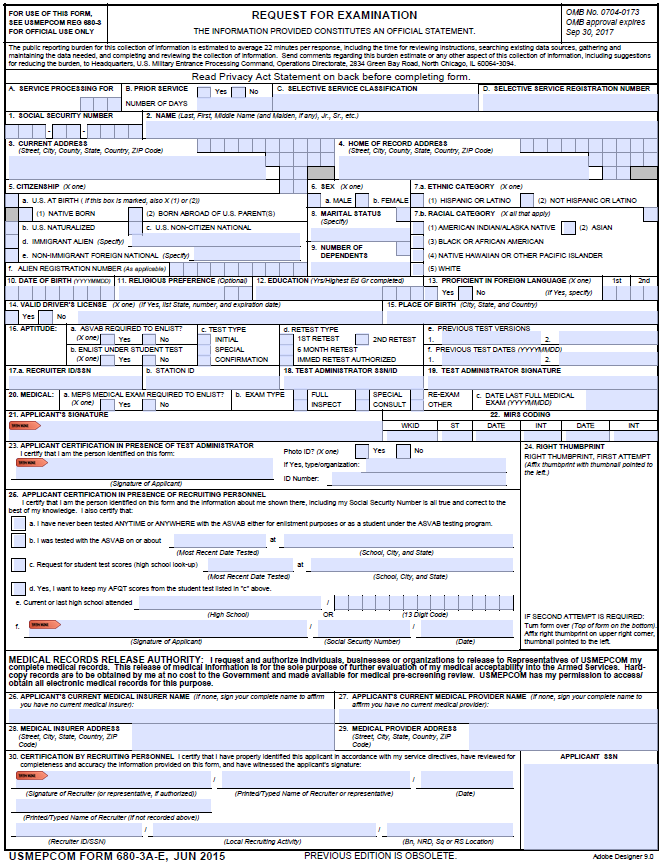 FOR USE OF THIS FORM,
SEE USMEPCOM REG 680-3
FOR OFFICIAL USE ONLY
REQUEST FOR EXAMINATION
THE INFORMATION PROVIDED CONSTITUTES AN OFFICIAL STATEMENT.
OMB No. 0704-0173
OMB approval expires
Sep 30, 2017
The public reporting burden for this collection of information is estimated to average 22 minutes per response, including the time for reviewing instructions, searching existing data sources, gathering and
maintaining the data needed, and completing and reviewing the collection of information. Send comments regarding this burden estimate or any other aspect of this collection of information, including suggestions
for reducing the burden, to Headquarters, U.S. Military Entrance Processing Command, Operations Directorate, 2834 Green Bay Road, North Chicago, IL 60064-3094.
Read Privacy Act Statement on back before completing form.
A. SERVICE PROCESSING FOR
B. PRIOR SERVICE Yes No
NUMBER OF DAYS
C. SELECTIVE SERVICE CLASSIFICATION
D. SELECTIVE SERVICE REGISTRATION NUMBER
1. SOCIAL SECURITY NUMBER
2. NAME (Last, First, Middle Name (and Maiden, if any), Jr., Sr., etc.)
3. CURRENT ADDRESS
(Street, City, County, State, Country, ZIP Code)
4. HOME OF RECORD ADDRESS
(Street, City, County, State, Country, ZIP Code)
5. CITIZENSHIP (X one)
a. U.S. AT BIRTH (If this box is marked, also X (1) or (2))
(1) NATIVE BORN (2) BORN ABROAD OF U.S. PARENT(S)
b. U.S. NATURALIZED c. U.S. NON-CITIZEN NATIONAL
d. IMMIGRANT ALIEN (Specify)
e. NON-IMMIGRANT FOREIGN NATIONAL (Specify)
f. ALIEN REGISTRATION NUMBER (As applicable)
6. SEX (X one)
a. MALE b. FEMALE
8. MARITAL STATUS
(Specify)
9. NUMBER OF
DEPENDENTS
7.a. ETHNIC CATEGORY (X one)
(1) HISPANIC OR LATINO (2) NOT HISPANIC OR LATINO
7.b. RACIAL CATEGORY (X all that apply)
(1) AMERICAN INDIAN/ALASKA NATIVE (2) ASIAN
(3) BLACK OR AFRICAN AMERICAN
(4) NATIVE HAWAIIAN OR OTHER PACIFIC ISLANDER
(5) WHITE
10. DATE OF BIRTH (YYYYMMDD)
11. RELIGIOUS PREFERENCE (Optional)
12. EDUCATION (Yrs/Highest Ed Gr completed)
13. PROFICIENT IN FOREIGN LANGUAGE (X one) 1st 2nd
Yes No (If Yes, specify)
14. VALID DRIVER'S LICENSE (X one) (If Yes, list State, number, and expiration date)
Yes No
15. PLACE OF BIRTH (City, State, and Country)
16. APTITUDE:
a. ASVAB REQUIRED TO ENLIST?
(X one) Yes No
b. ENLIST UNDER STUDENT TEST
(X one) Yes No
c. TEST TYPE
INITIAL
SPECIAL
CONFIRMATION
d. RETEST TYPE
1ST RETEST 2ND RETEST
6 MONTH RETEST
IMMED RETEST AUTHORIZED
e. PREVIOUS TEST VERSIONS
1. 2.
f. PREVIOUS TEST DATES (YYYYMMDD)
1. 2.
17.a. RECRUITER ID/SSN
b. STATION ID
18. TEST ADMINISTRATOR SSN/ID
19. TEST ADMINISTRATOR SIGNATURE
20. MEDICAL:
a. MEPS MEDICAL EXAM REQUIRED TO ENLIST?
(X one) Yes No
b. EXAM TYPE
FULL
INSPECT
SPECIAL
CONSULT
RE-EXAM
OTHER
c. DATE LAST FULL MEDICAL
EXAM (YYYYMMDD)
21. APPLICANT'S SIGNATURE
22. MIRS CODING
WKID ST DATE INT DATE INT
23. APPLICANT CERTIFICATION IN PRESENCE OF TEST ADMINISTRATOR
I certify that I am the person identified on this form:
(Signature of Applicant)
Photo ID? (X one) Yes No
If Yes, type/organization:
ID Number:
24. RIGHT THUMBPRINT
RIGHT THUMBPRINT, FIRST ATTEMPT
(Affix thumbprint with thumbnail pointed to
the left.)
25. APPLICANT CERTIFICATION IN PRESENCE OF RECRUITING PERSONNEL
I certify that I am the person identified on this form and the information about me shown there, including my Social Security Number is all true and correct to the
best of my knowledge. I also certify that:
a. I have never been tested ANYTIME or ANYWHERE with the ASVAB either for enlistment purposes or as a student under the ASVAB testing program.
b. I was tested with the ASVAB on or about at
(Most Recent Date Tested) (School, City, and State)
c. Request for student test scores (high school look-up) at
(Most Recent Date Tested) (School, City, and State)
d. Yes, I want to keep my AFQT scores from the student test listed in "c" above.
e. Current or last high school attended /
(High School) OR (13 Digit Code)
f. / /
(Signature of Applicant) (Social Security Number) (Date)
IF SECOND ATTEMPT IS REQUIRED:
Turn form over (Top of form on the bottom).
Affix right thumbprint on upper right corner,
thumbnail pointed to the left.
MEDICAL RECORDS RELEASE AUTHORITY: I request and authorize individuals, businesses or organizations to release to Representatives of USMEPCOM my
complete medical records. This release of medical information is for the sole purpose of further evaluation of my medical acceptability into the Armed Services. Hard-
copy records are to be obtained by me at no cost to the Government and made available for medical pre-screening review. USMEPCOM has my permission to access/
obtain all electronic medical records for this purpose.
26. APPLICANT'S CURRENT MEDICAL INSURER NAME (If none, sign your complete name to affirm
you have no current medical insurer):
27. APPLICANT'S CURRENT MEDICAL PROVIDER NAME (If none, sign your complete name to
affirm you have no current medical provider):
28. MEDICAL INSURER ADDRESS
(Street, City, State, Country, ZIP
Code)
29. MEDICAL PROVIDER ADDRESS
(Street, City, State, Country, ZIP
Code)
30. CERTIFICATION BY RECRUITING PERSONNEL I certify that I have properly identified this applicant in accordance with my service directives, have reviewed for
completeness and accuracy the information provided on this form, and have witnessed the applicant's signature:
/ /
(Signature of Recruiter (or representative, if authorized)) (Printed/Typed Name of Recruiter or representative) (Date)
(Printed/Typed Name of Recruiter (if not recorded above))
/ /
(Recruiter ID/SSN) (Local Recruiting Activity) (Bn, NRD, Sq or RS Location)
APPLICANT SSN
USMEPCOM FORM 680-3A-E, JUN 2015
PREVIOUS EDITION IS OBSOLETE.
Adobe Designer 9.0